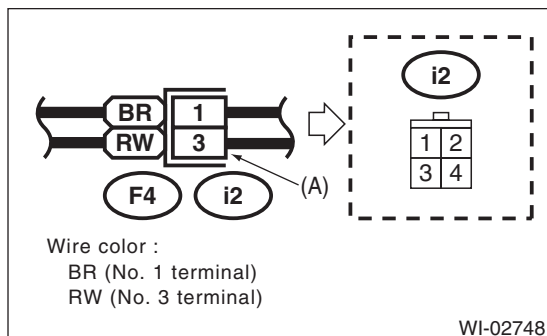 i2
BR 1
RW 3
1 2
3 4
F4 i2 (A)
Wire color :
BR (No. 1 terminal)
RW (No. 3 terminal)
WI-02748